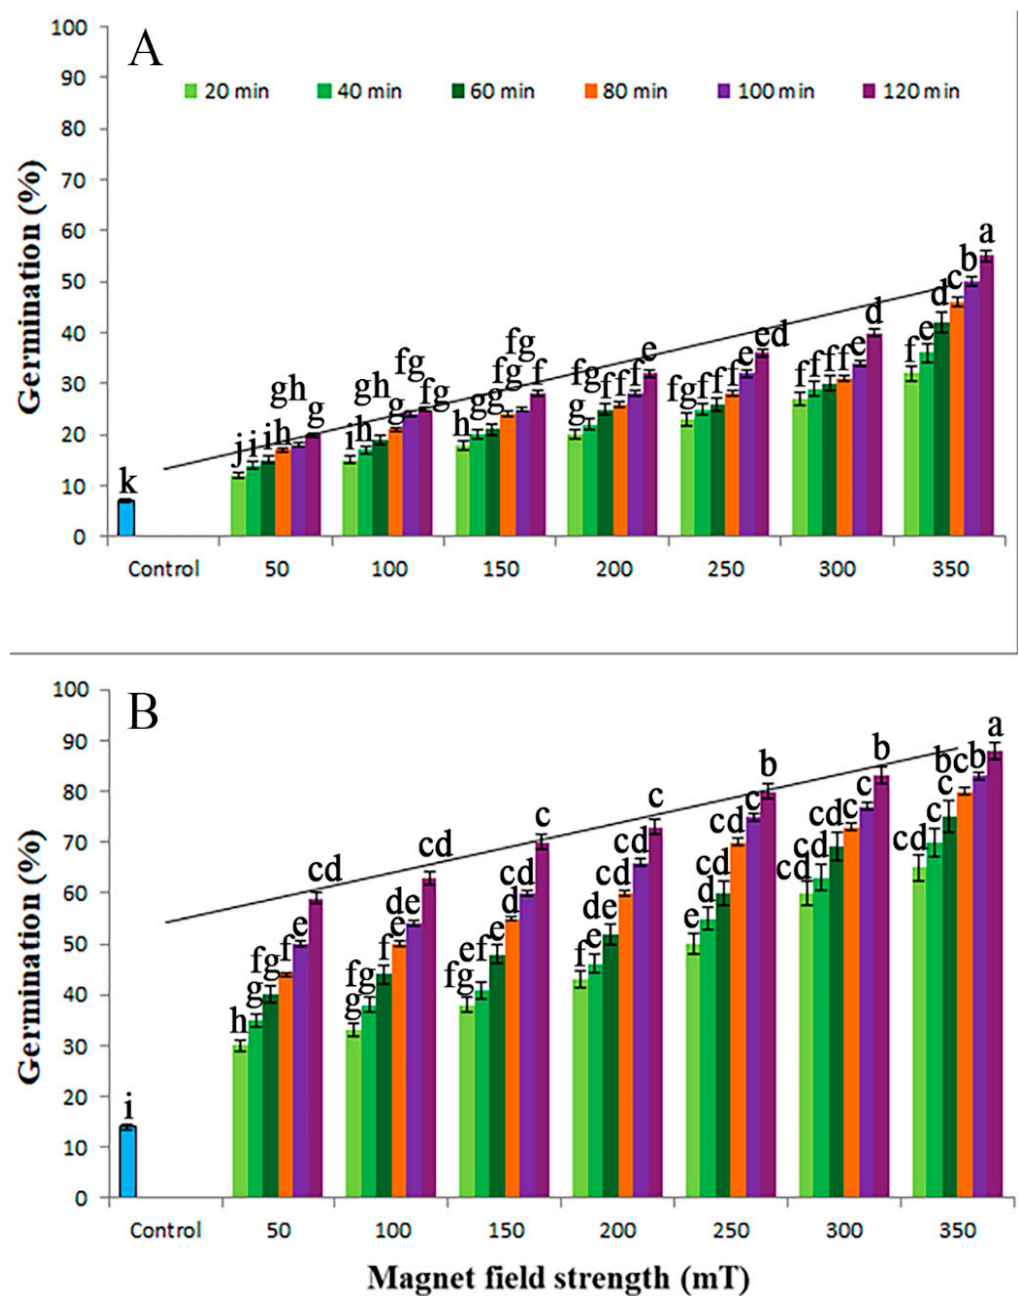 A
100
90
80
70
60
50
40
30
20
10
0
Germination (%)
20 min 40 min 60 min 80 min 100 min 120 min
k
j i i h gh g
i h gh g fg fg
h g g fg fg f
g fg f f f e
fg f f f e ed
f f f f e d
f e d c b a
Control 50 100 150 200 250 300 350
B
100
90
80
70
60
50
40
30
20
10
0
Germination (%)
i
h g fg f e cd
g fg f e de cd
fg ef e d cd c
f e de cd cd c
e d cd cd c b
cd cd cd c c b
cd c c bc b a
Control 50 100 150 200 250 300 350
Magnet field strength (mT)